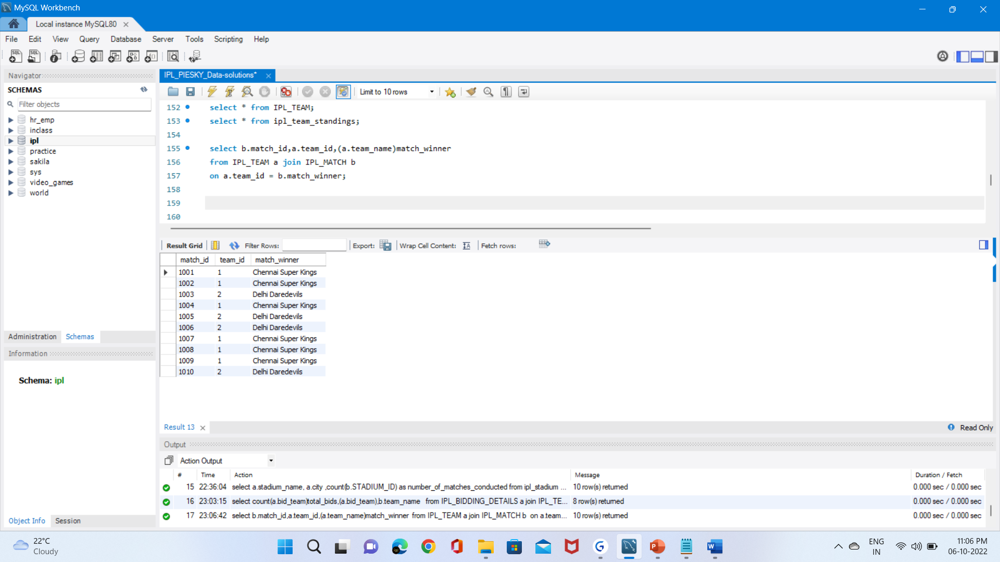 MySQL Workbench
Local instance MySQL80
File Edit View Query Database Server Tools Scripting Help
Navigator
SCHEMAS
Filter objects
hr_emp
inclass
ipl
practice
sakila
sys
video_games
world
Administration Schemas
Information
Schema: ipl
Object Info Session
IPL_PIESKY_Data-solutions*
Limit to 10 rows
152 select * from IPL_TEAM;
153 select * from ipl_team_standings;
154
155 select b.match_id,a.team_id,(a.team_name)match_winner
156 from IPL_TEAM a join IPL_MATCH b
157 on a.team_id = b.match_winner;
158
159
160
Result Grid Filter Rows: Export: Wrap Cell Content: Fetch rows:
match_id team_id match_winner
1001 1 Chennai Super Kings
1002 1 Chennai Super Kings
1003 2 Delhi Daredevils
1004 1 Chennai Super Kings
1005 2 Delhi Daredevils
1006 2 Delhi Daredevils
1007 1 Chennai Super Kings
1008 1 Chennai Super Kings
1009 1 Chennai Super Kings
1010 2 Delhi Daredevils
Result 13 Read Only
Output
Action Output
# Time Action Message Duration / Fetch
15 22:36:04 select a.stadium_name, a.city ,count(b.STADIUM_ID) as number_of_matches_conducted from ipl_stadium ... 10 row(s) returned 0.000 sec / 0.000 sec
16 23:03:15 select count(a.bid_team)total_bids,(a.bid_team),b.team_name from IPL_BIDDING_DETAILS a join IPL_TE... 8 row(s) returned 0.000 sec / 0.000 sec
17 23:06:42 select b.match_id,a.team_id,(a.team_name)match_winner from IPL_TEAM a join IPL_MATCH b on a.team... 10 row(s) returned 0.000 sec / 0.000 sec
22°C
Cloudy
ENG
IN
11:06 PM
06-10-2022